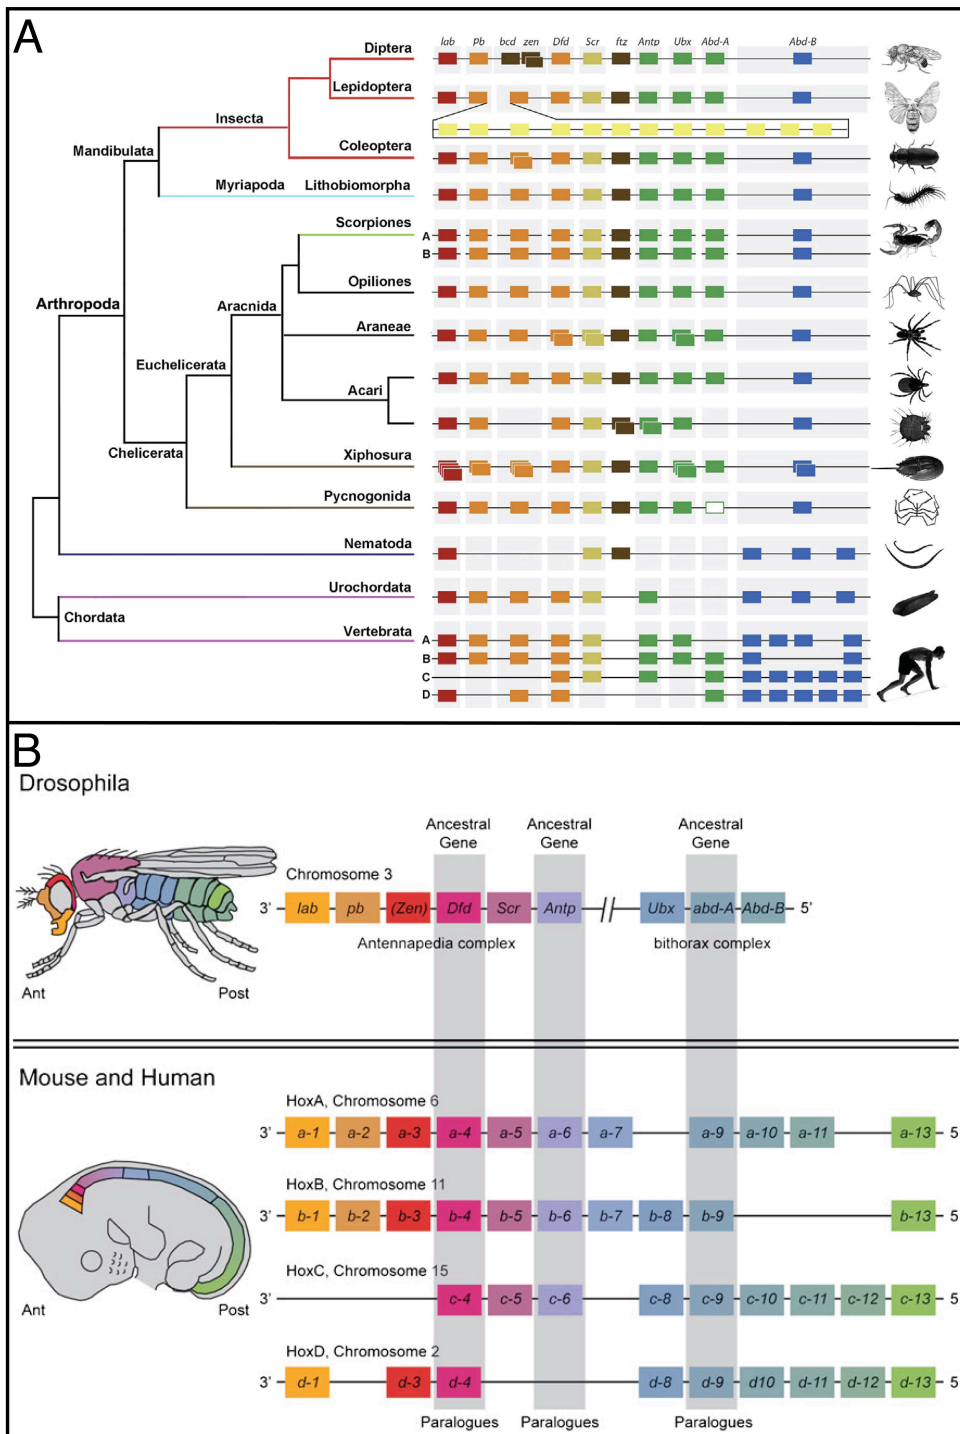 A
lab Pb bcd zen Dfd Scr ftz Antp Ubx Abd-A Abd-B
Diptera
Lepidoptera
Insecta
Coleoptera
Mandibulata
Myriapoda Lithobiomorpha
Scorpiones
A
B
Opiliones
Arthropoda
Aracnida
Araneae
Euchelicerata
Acari
Chelicerata
Xiphosura
Pycnogonida
Nematoda
Urochordata
Chordata
Vertebrata
A
B
C
D
B
Drosophila
Ancestral Gene
Ancestral Gene
Ancestral Gene
Chromosome 3
3' lab pb (Zen) Dfd Scr Antp // Ubx abd-A Abd-B 5'
Antennapedia complex bithorax complex
Ant Post
Mouse and Human
HoxA, Chromosome 6
3' a-1 a-2 a-3 a-4 a-5 a-6 a-7 a-9 a-10 a-11 a-13 5
HoxB, Chromosome 11
3' b-1 b-2 b-3 b-4 b-5 b-6 b-7 b-8 b-9 b-13 5
HoxC, Chromosome 15
3' c-4 c-5 c-6 c-8 c-9 c-10 c-11 c-12 c-13 5
Ant Post
HoxD, Chromosome 2
3' d-1 d-3 d-4 d-8 d-9 d10 d-11 d-12 d-13 5
Paralogues Paralogues Paralogues